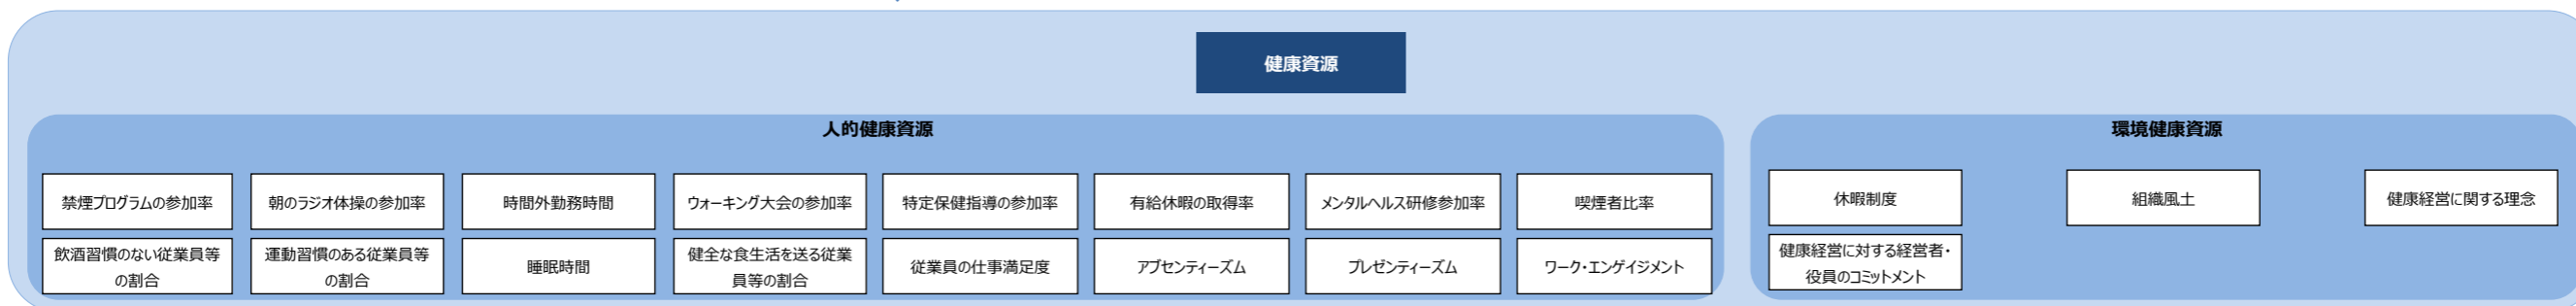 健康資源
人的健康資源
禁煙プログラムの参加率
朝のラジオ体操の参加率
時間外勤務時間
ウォーキング大会の参加率
特定保健指導の参加率
有給休暇の取得率
メンタルヘルス研修参加率
喫煙者比率
飲酒習慣のない従業員等
の割合
運動習慣のある従業員等
の割合
睡眠時間
健全な食生活を送る従業
員等の割合
従業員の仕事満足度
アブセンティーズム
プレゼンティーズム
ワーク・エンゲイジメント
環境健康資源
休暇制度
組織風土
健康経営に関する理念
健康経営に対する経営者・
役員のコミットメント